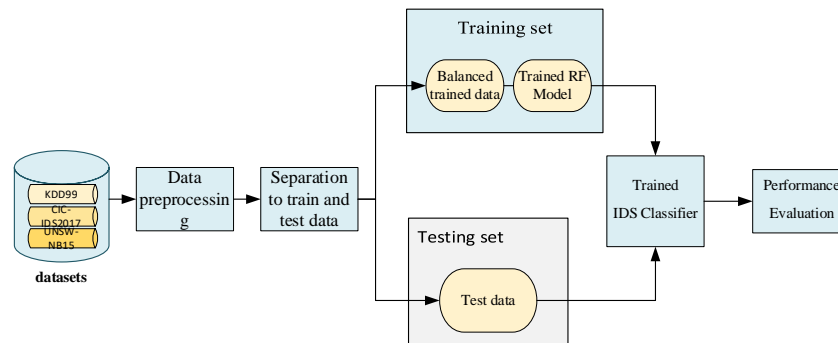 KDD99
CIC-
IDS2017
UNSW-
NB15
datasets
Data
preprocessin
g
Separation
to train and
test data
Training set
Balanced
trained data
Trained RF
Model
Testing set
Test data
Trained
IDS Classifier
Performance
Evaluation